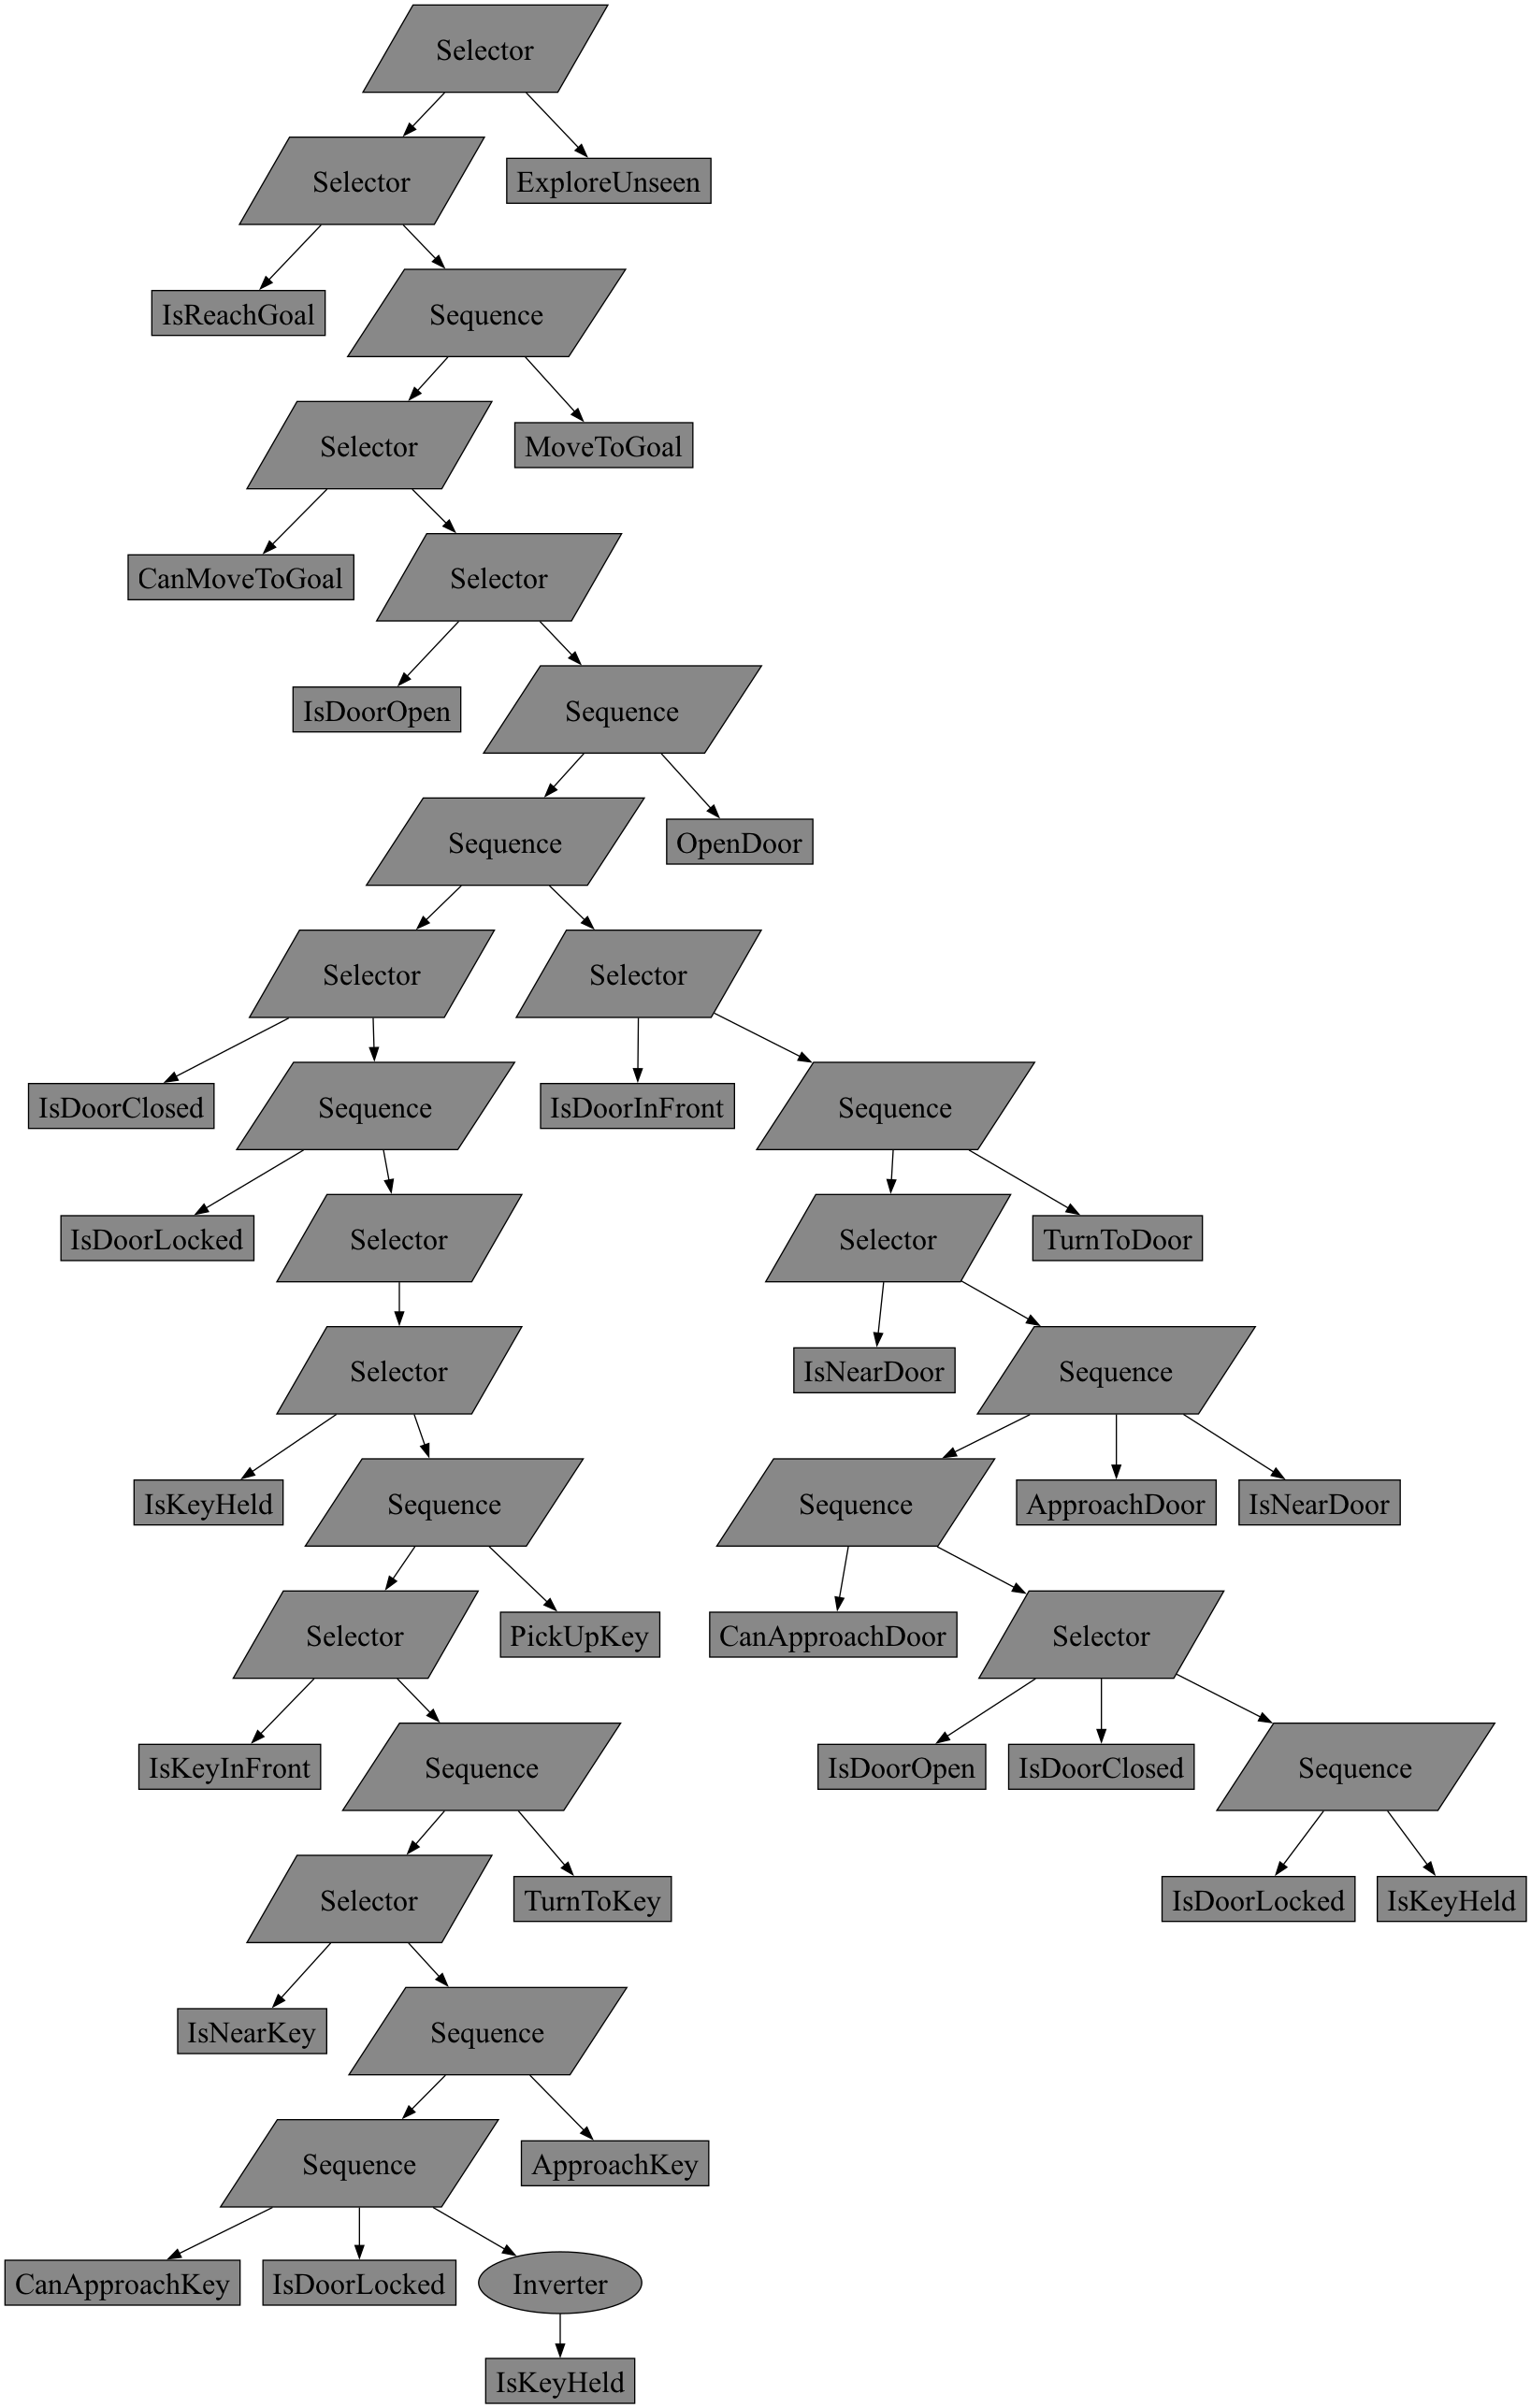 Selector
Selector
ExploreUnseen
IsReachGoal
Sequence
Selector
MoveToGoal
CanMoveToGoal
Selector
IsDoorOpen
Sequence
Sequence
OpenDoor
Selector
Selector
IsDoorClosed
Sequence
IsDoorInFront
Sequence
IsDoorLocked
Selector
Selector
TurnToDoor
Selector
IsNearDoor
Sequence
IsKeyHeld
Sequence
Sequence
ApproachDoor
IsNearDoor
Selector
PickUpKey
CanApproachDoor
Selector
IsKeyInFront
Sequence
IsDoorOpen
IsDoorClosed
Sequence
Selector
TurnToKey
IsDoorLocked
IsKeyHeld
IsNearKey
Sequence
Sequence
ApproachKey
CanApproachKey
IsDoorLocked
Inverter
IsKeyHeld